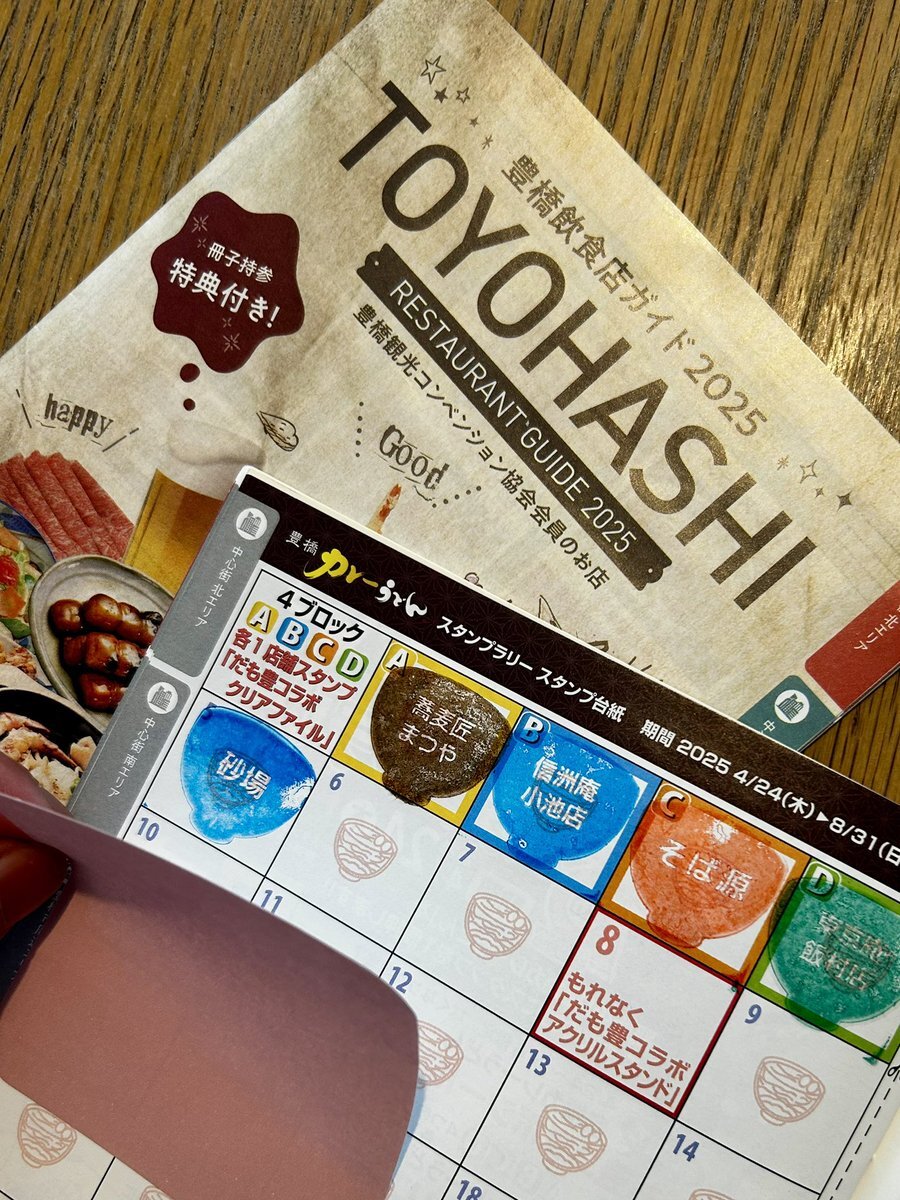 豊橋飲食店ガイド2025
TOYOHASHI
RESTAURANT GUIDE 2025
豊橋観光コンベンション協会会員のお店
冊子持参
特典付き!
happy
Good
北エリア
中
中心街北エリア
中心街南エリア
豊橋 カレーうどん スタンプラリー スタンプ台紙 期間 2025 4/24(木)▶8/31(日
4ブロック
A B C D
各1店舗スタンプ
「だも豊コラボ
クリアファイル」
A
蕎麦匠
まつや
B
信洲庵
小池店
C
そば源
D
飯村店
砂場
6
7
8
もれなく
「だも豊コラボ
アクリルスタンド」
9
10
11
12
13
14
18